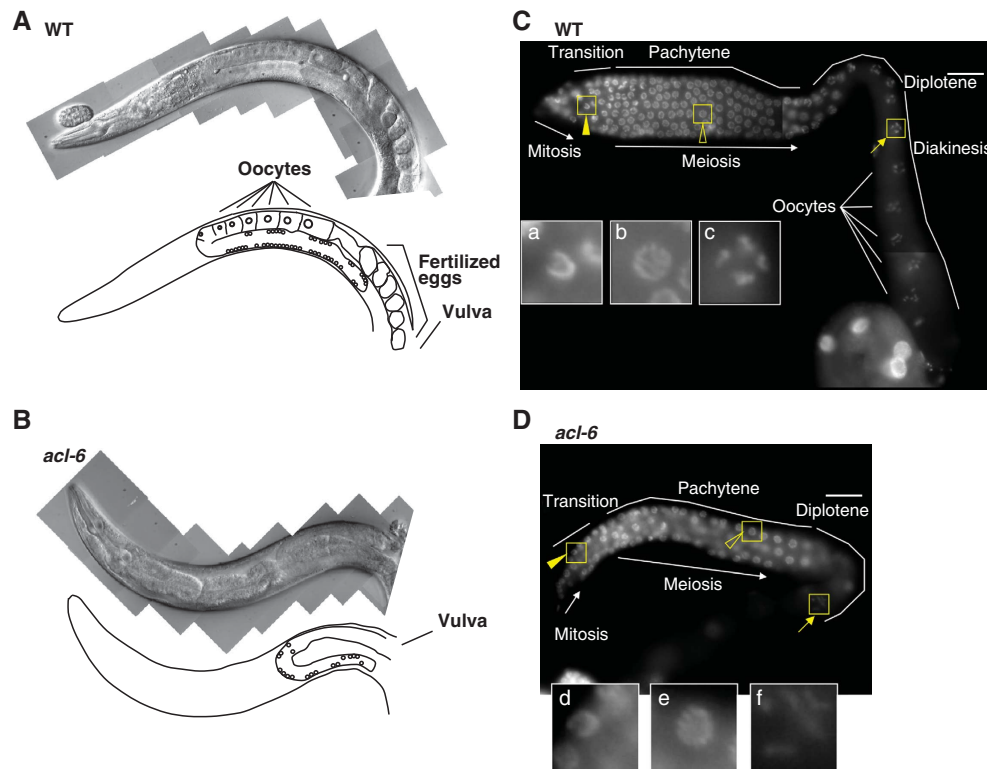 A WT
Oocytes
Fertilized
eggs
Vulva
B
acl-6
Vulva
C WT
Transition Pachytene
Diplotene
Mitosis
Meiosis
Diakinesis
Oocytes
a b c
D acl-6
Transition
Pachytene
Diplotene
Meiosis
Mitosis
d e f